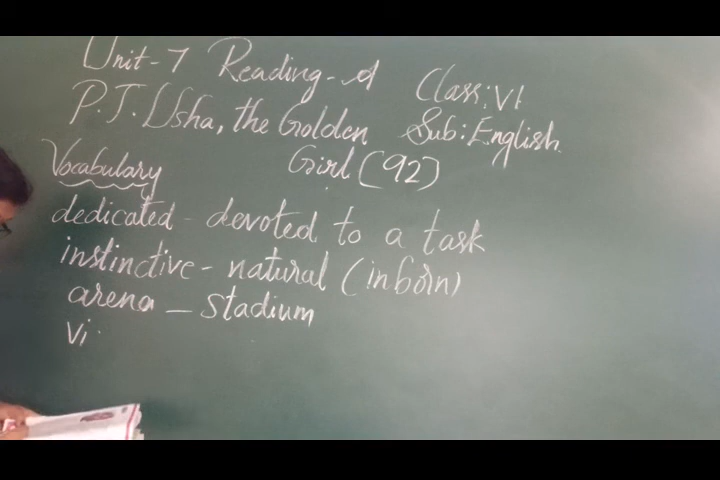 Unit-7 Reading-A Class:VI
P.T.Usha, the Golden Sub:English
Girl (92)
Vocabulary
dedicated - devoted to a task
instinctive - natural (inborn)
arena - Stadium
Vi